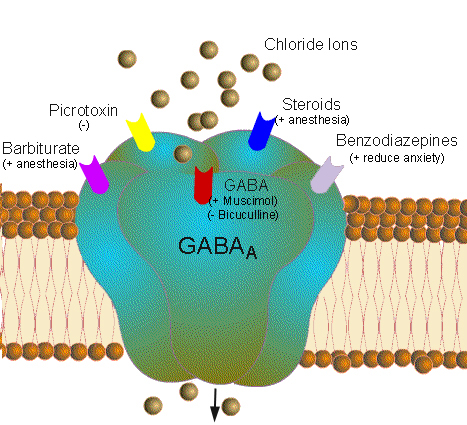 Chloride Ions
Picrotoxin
(-)
Steroids
(+ anesthesia)
Barbiturate
(+ anesthesia)
Benzodiazepines
(+ reduce anxiety)
GABA
(+ Muscimol)
(- Bicuculline)
GABAA